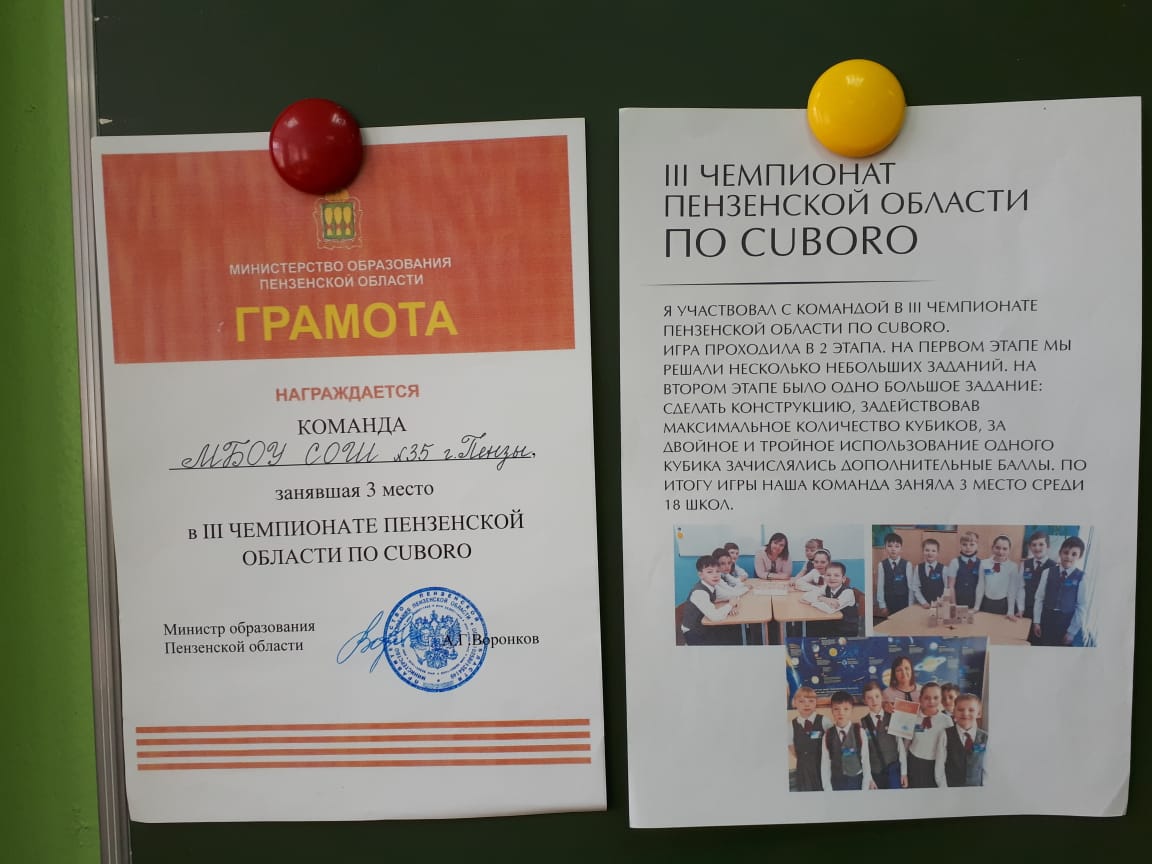 МИНИСТЕРСТВО ОБРАЗОВАНИЯ
ПЕНЗЕНСКОЙ ОБЛАСТИ
ГРАМОТА
НАГРАЖДАЕТСЯ
КОМАНДА
МБОУ СОШ №35 г. Пензы.
занявшая 3 место
в III ЧЕМПИОНАТЕ ПЕНЗЕНСКОЙ
ОБЛАСТИ ПО CUBORO
Министр образования
Пензенской области
А.Г.Воронков
III ЧЕМПИОНАТ
ПЕНЗЕНСКОЙ ОБЛАСТИ
ПО CUBORO
Я УЧАСТВОВАЛ С КОМАНДОЙ В III ЧЕМПИОНАТЕ
ПЕНЗЕНСКОЙ ОБЛАСТИ ПО CUBORO.
ИГРА ПРОХОДИЛА В 2 ЭТАПА. НА ПЕРВОМ ЭТАПЕ МЫ
РЕШАЛИ НЕСКОЛЬКО НЕБОЛЬШИХ ЗАДАНИЙ. НА
ВТОРОМ ЭТАПЕ БЫЛО ОДНО БОЛЬШОЕ ЗАДАНИЕ:
СДЕЛАТЬ КОНСТРУКЦИЮ, ЗАДЕЙСТВОВАВ
МАКСИМАЛЬНОЕ КОЛИЧЕСТВО КУБИКОВ, ЗА
ДВОЙНОЕ И ТРОЙНОЕ ИСПОЛЬЗОВАНИЕ ОДНОГО
КУБИКА ЗАЧИСЛЯЛИСЬ ДОПОЛНИТЕЛЬНЫЕ БАЛЛЫ. ПО
ИТОГУ ИГРЫ НАША КОМАНДА ЗАНЯЛА 3 МЕСТО СРЕДИ
18 ШКОЛ.